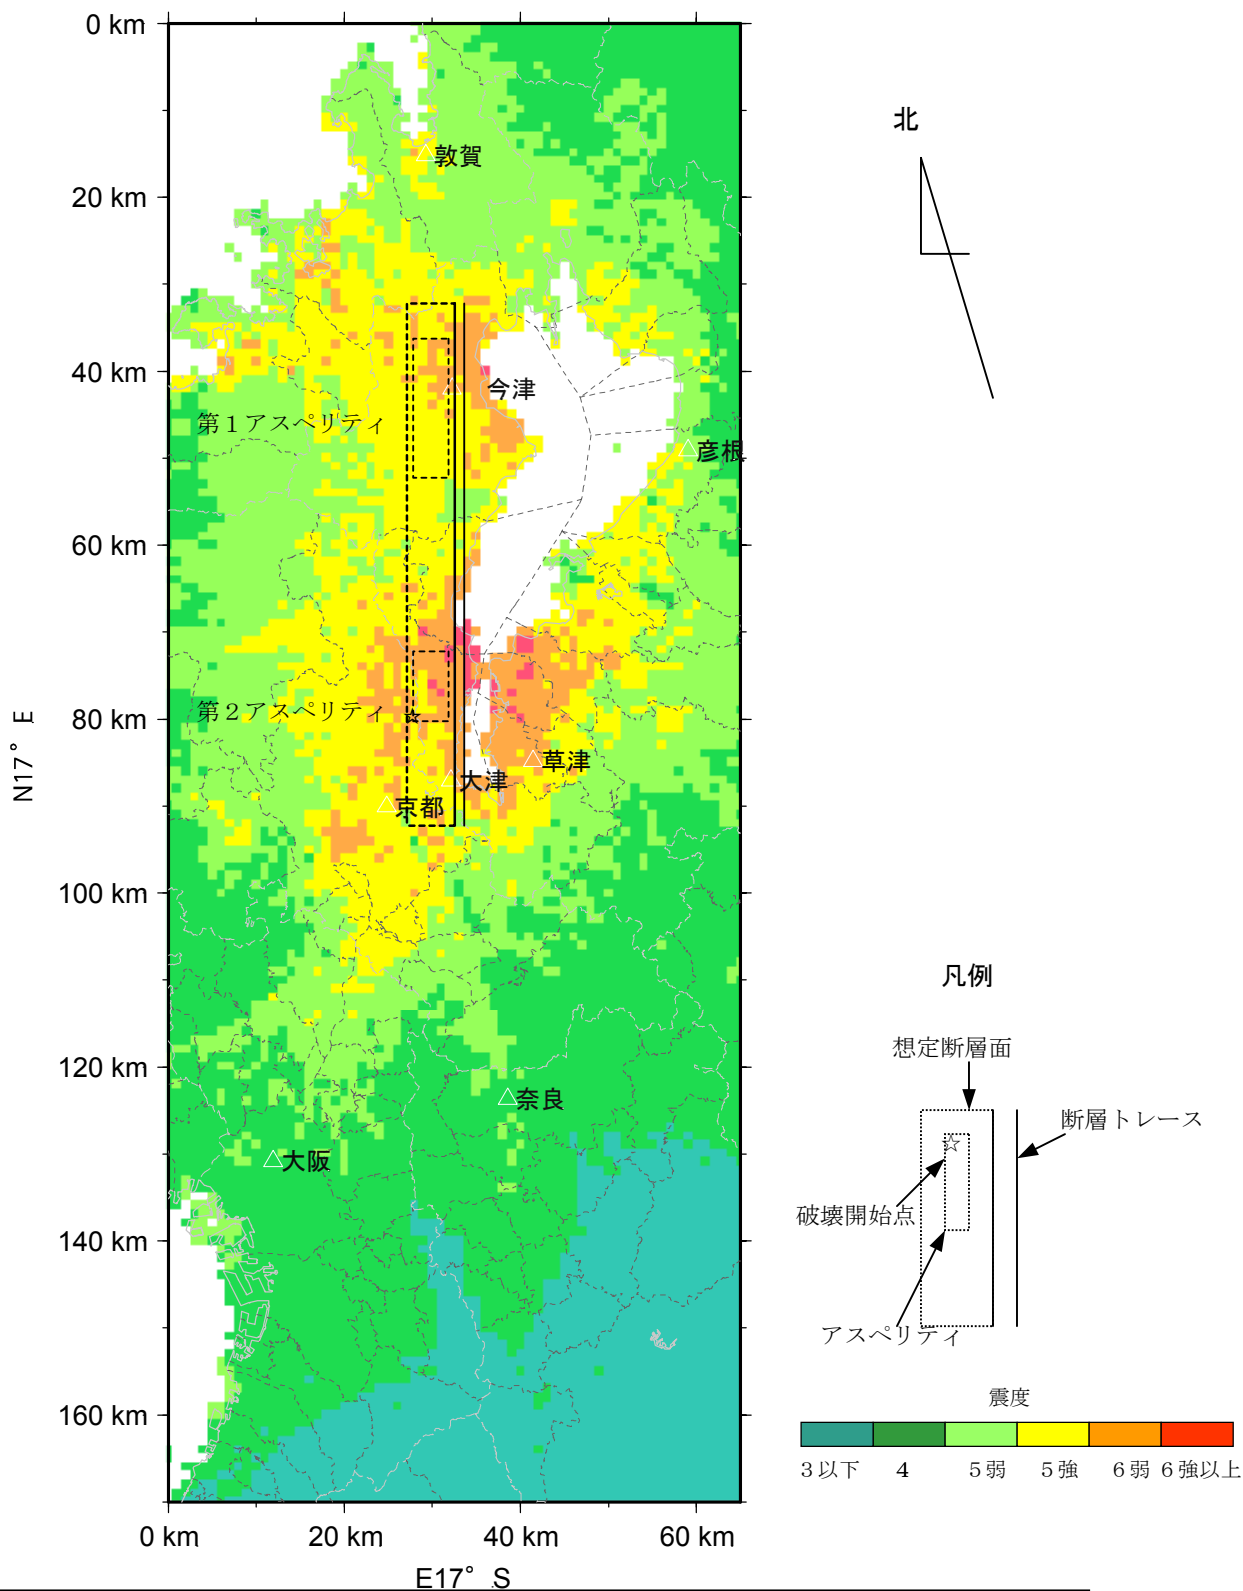 0 km
20 km
40 km
60 km
80 km
100 km
120 km
140 km
160 km
N17° E
0 km
20 km
40 km
60 km
E17° S
敦賀
今津
第１アスペリティ
彦根
第２アスペリティ
草津
大津
京都
奈良
大阪
北
凡例
想定断層面
断層トレース
破壊開始点
アスペリティ
震度
３以下 4 ５弱 ５強 ６弱 ６強以上